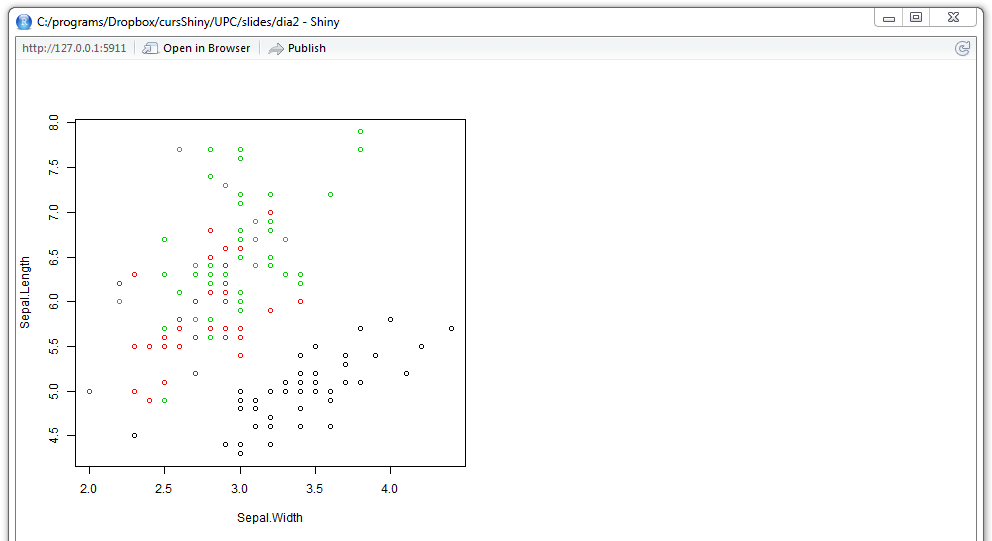 C:/programs/Dropbox/cursShiny/UPC/slides/dia2 - Shiny
http://127.0.0.1:5911 Open in Browser Publish
8.0
7.5
7.0
6.5
6.0
5.5
5.0
4.5
Sepal.Length
2.0 2.5 3.0 3.5 4.0
Sepal.Width